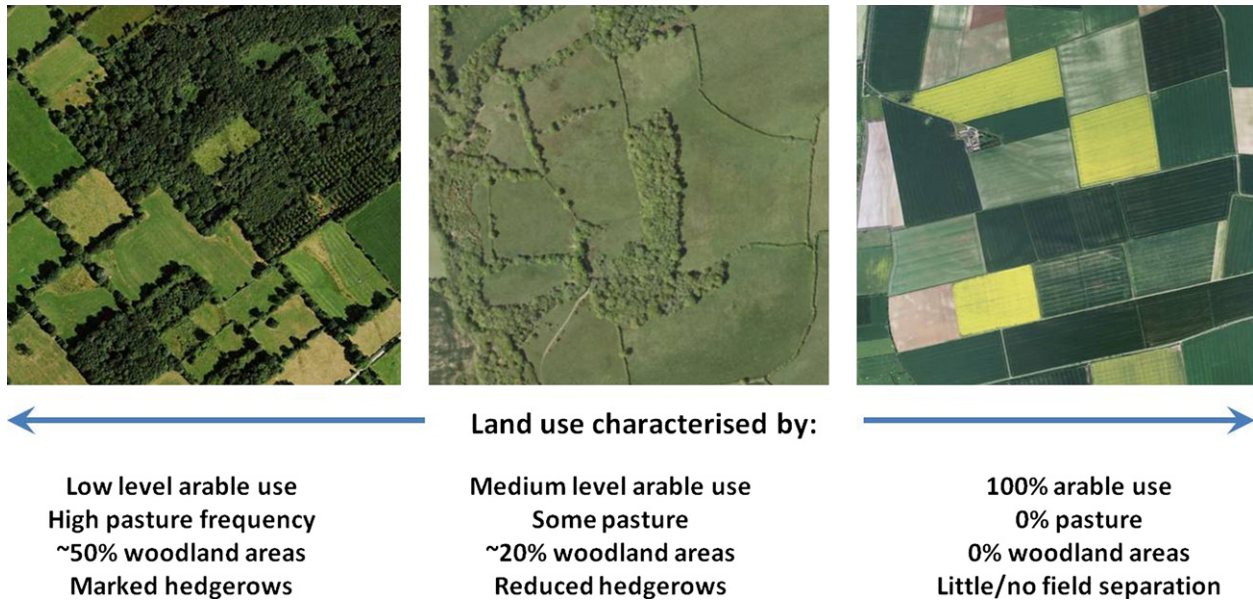 Land use characterised by:
Low level arable use
High pasture frequency
~50% woodland areas
Marked hedgerows
Medium level arable use
Some pasture
~20% woodland areas
Reduced hedgerows
100% arable use
0% pasture
0% woodland areas
Little/no field separation